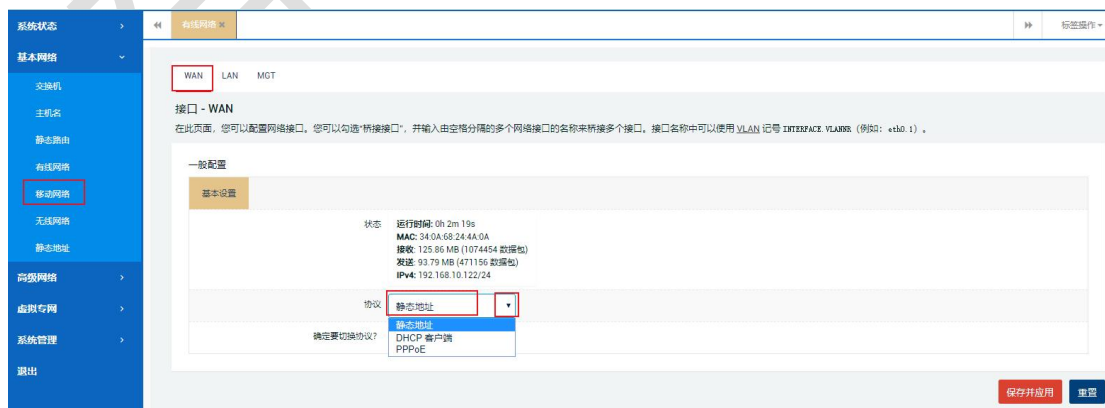 系统状态
有线网络
标签操作
基本网络
交换机
主机名
静态路由
有线网络
移动网络
无线网络
静态地址
高级网络
虚拟专网
系统管理
退出
WAN LAN MGT
接口 - WAN
在此页面，您可以配置网络接口。您可以勾选“桥接接口”，并输入由空格分隔的多个网络接口的名称来桥接多个接口。接口名称中可以使用 VLAN 记号 INTERFACE.VLANNR（例如：eth0.1）。
一般配置
基本设置
状态 运行时间: 0h 2m 19s
MAC: 34:0A:68:24:4A:0A
接收: 125.86 MB (1074454 数据包)
发送: 93.79 MB (471156 数据包)
IPv4: 192.168.10.122/24
协议 静态地址
静态地址
确定要切换协议? DHCP 客户端
PPPoE
保存并应用 重置